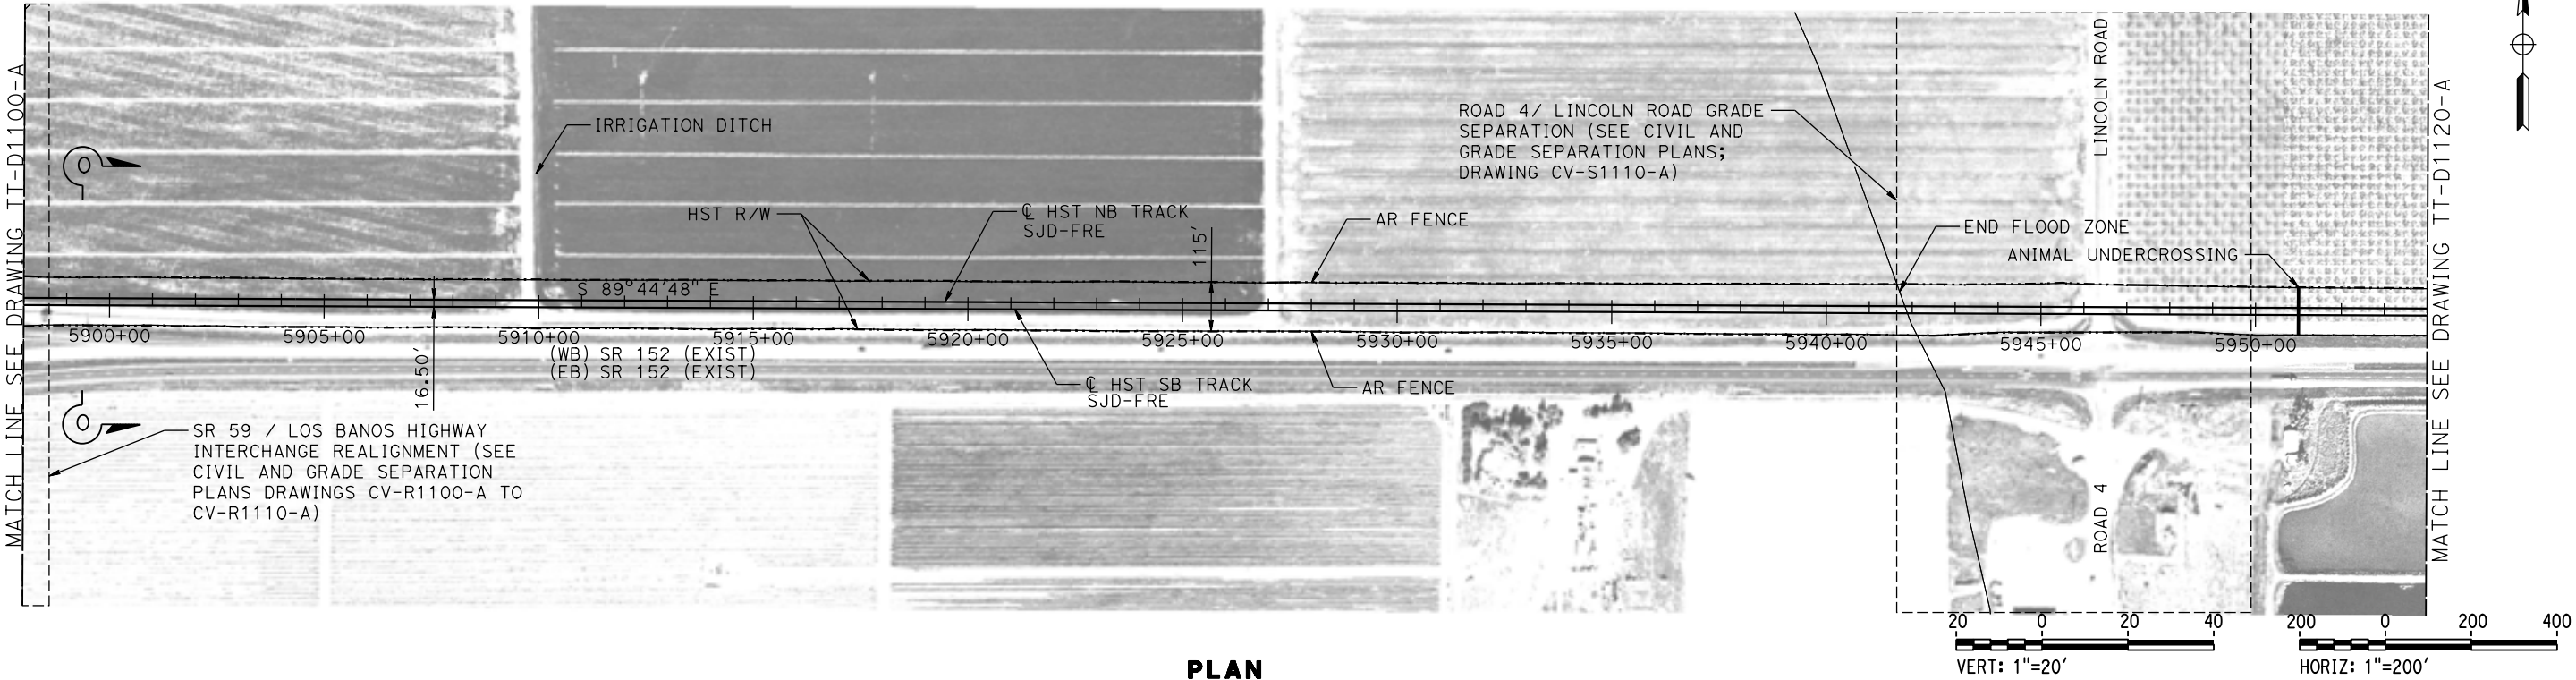 MATCH LINE SEE DRAWING TT-D1100-A
IRRIGATION DITCH
HST R/W
℄ HST NB TRACK
SJD-FRE
115'
AR FENCE
ROAD 4/ LINCOLN ROAD GRADE
SEPARATION (SEE CIVIL AND
GRADE SEPARATION PLANS;
DRAWING CV-S1110-A)
LINCOLN ROAD
END FLOOD ZONE
ANIMAL UNDERCROSSING
MATCH LINE SEE DRAWING TT-D1120-A
S 89°44'48" E
5900+00
5905+00
5910+00
5915+00
5920+00
5925+00
5930+00
5935+00
5940+00
5945+00
5950+00
(WB) SR 152 (EXIST)
(EB) SR 152 (EXIST)
16.50'
℄ HST SB TRACK
SJD-FRE
AR FENCE
SR 59 / LOS BANOS HIGHWAY
INTERCHANGE REALIGNMENT (SEE
CIVIL AND GRADE SEPARATION
PLANS DRAWINGS CV-R1100-A TO
CV-R1110-A)
ROAD 4
PLAN
20 0 20 40
VERT: 1"=20'
200 0 200 400
HORIZ: 1"=200'